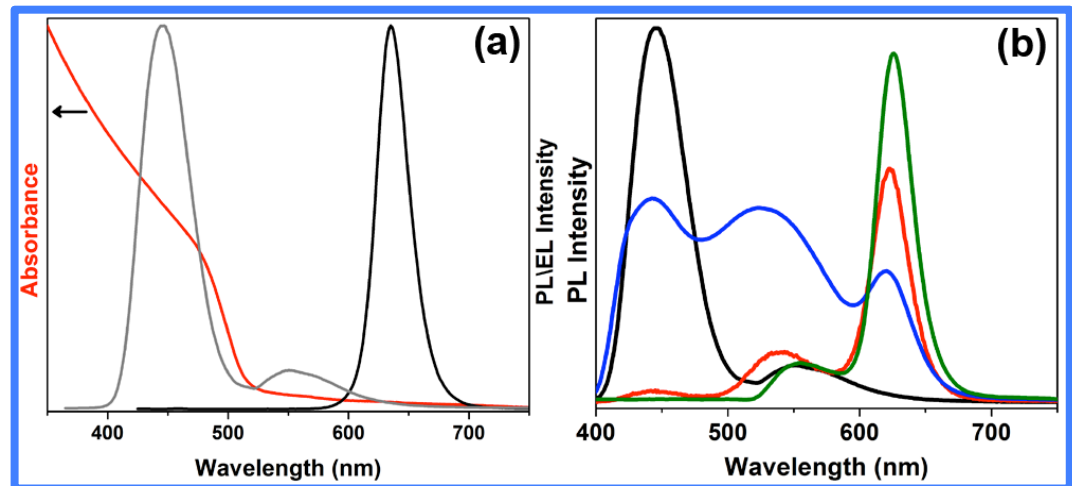 (a)
Absorbance
PL\EL Intensity
400 500 600 700
Wavelength (nm)
(b)
PL Intensity
400 500 600 700
Wavelength (nm)